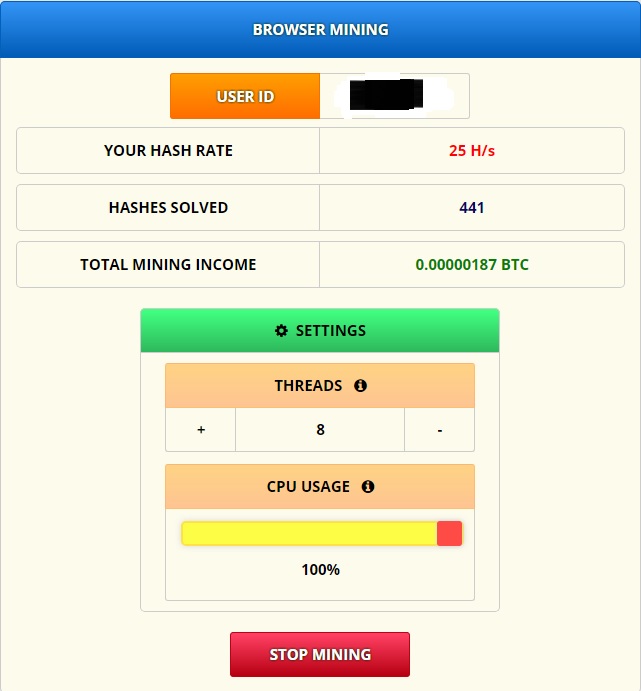 BROWSER MINING
USER ID
YOUR HASH RATE 25 H/s
HASHES SOLVED 441
TOTAL MINING INCOME 0.00000187 BTC
SETTINGS
THREADS
+ 8 -
CPU USAGE
100%
STOP MINING